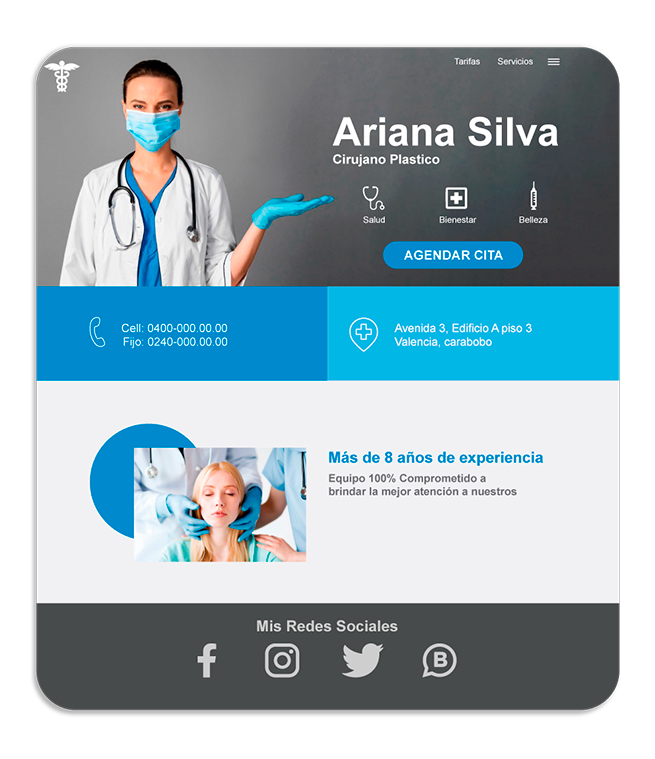 Tarifas Servicios
Ariana Silva
Cirujano Plastico
Salud Bienestar Belleza
AGENDAR CITA
Cell: 0400-000.00.00
Fijo: 0240-000.00.00
Avenida 3, Edificio A piso 3
Valencia, carabobo
Más de 8 años de experiencia
Equipo 100% Comprometido a
brindar la mejor atención a nuestros
Mis Redes Sociales
B